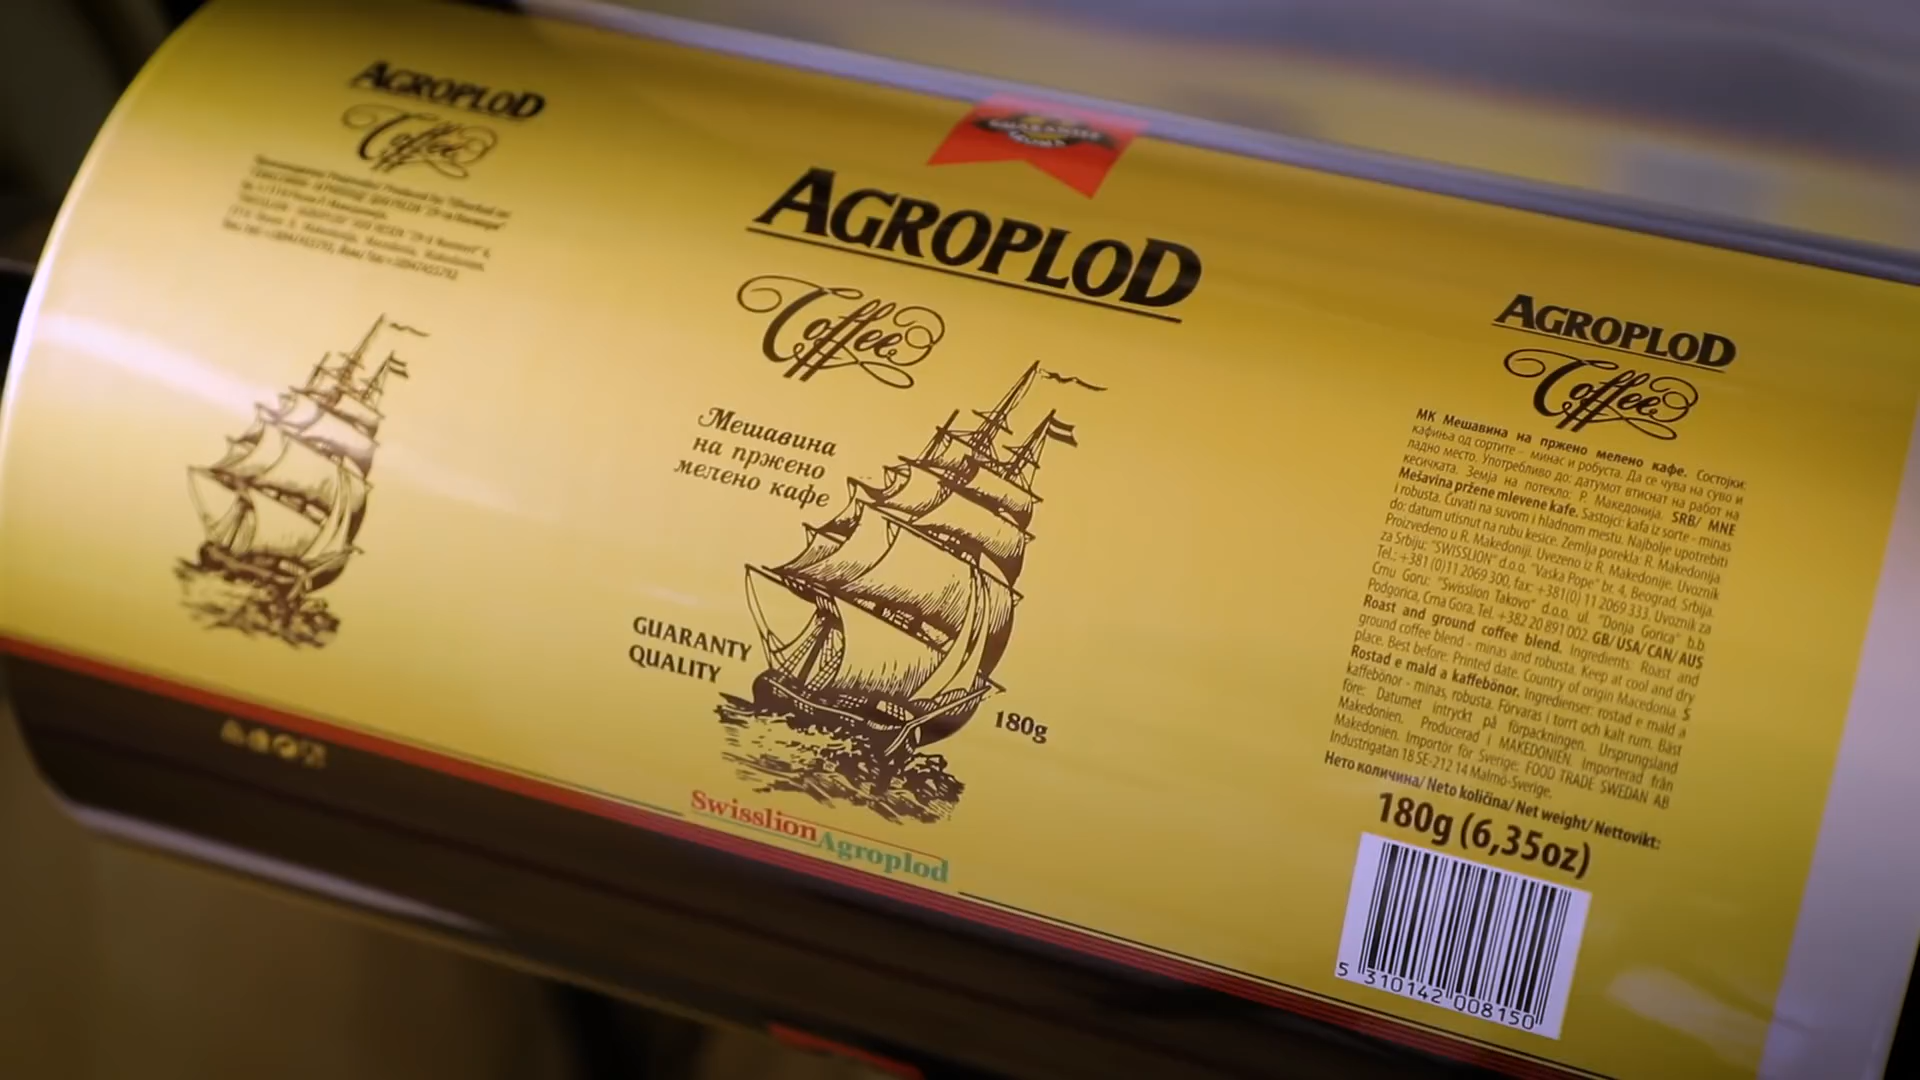 AGROPLOD
Coffee
AGROPLOD
Coffee
Мешавина
на пржено
мелено кафе
GUARANTY
QUALITY
180g
SwisslionAgroplod
AGROPLOD
Coffee
МК Мешавина на пржено мелено кафе. Состојки:
кафиња од сортите - минас и робуста. Да се чува на суво и
ладно место. Употребливо до: датумот втиснат на работ на
кесичката. Земја на потекло: Р. Македонија. SRB/ MNE
Mešavina pržene mlevene kafe. Sastojci: kafa iz sorte - minas
i robusta. Čuvati na suvom i hladnom mestu. Najbolje upotrebiti
do: datum utisnut na rubu kesice. Zemlja porekla: R. Makedonija
Proizvedeno u R. Makedoniji. Uvezeno iz R. Makedonije. Uvoznik
za Srbiju: "SWISSLION" d.o.o. "Vaska Pope" br. 4, Beograd, Srbija.
Tel.: +381 (0)11 2069 300, fax: +381(0) 11 2069 333. Uvoznik za
Crnu Goru: "Swisslion Takovo" d.o.o. ul. "Donja Gorica" b.b.
Podgorica, Crna Gora. Tel. +382 20 891 002. GB/ USA/ CAN/ AUS
Roast and ground coffee blend. Ingredients: Roast and
ground coffee blend - minas and robusta. Keep at cool and dry
place. Best before: Printed date. Country of origin Macedonia. S
Rostad e mald a kaffebönor. Ingredienser: rostad e mald a
kaffebönor - minas, robusta. Förvaras i torrt och kalt rum. Bäst
före: Datumet intryckt på förpackningen. Ursprungsland
Makedonien. Producerad i MAKEDONIEN. Importerad från
Makedonien. Importör för Sverige: FOOD TRADE SWEDAN AB
Industrigatan 18 SE-212 14 Malmö-Sverige.
Нето количина/ Neto količina/ Net weight/ Nettovikt:
180g (6,35oz)
5 310142 008150